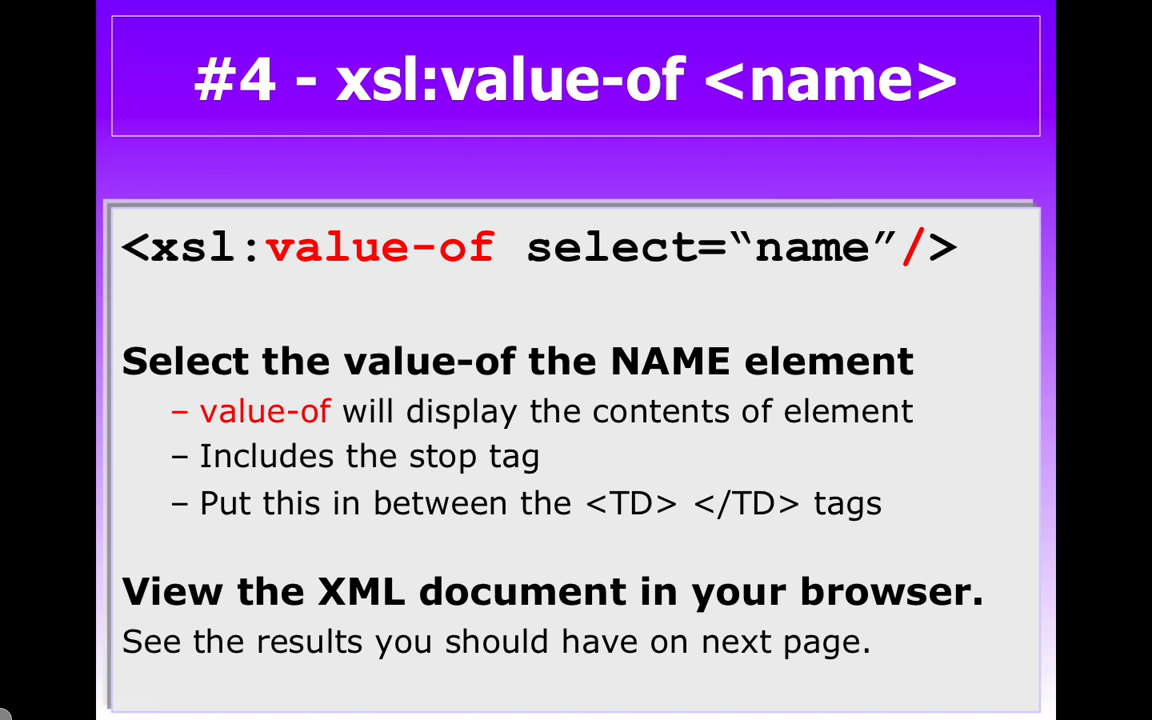 #4 - xsl:value-of <name>
<xsl:value-of select=“name”/>
Select the value-of the NAME element
– value-of will display the contents of element
– Includes the stop tag
– Put this in between the <TD> </TD> tags
View the XML document in your browser.
See the results you should have on next page.